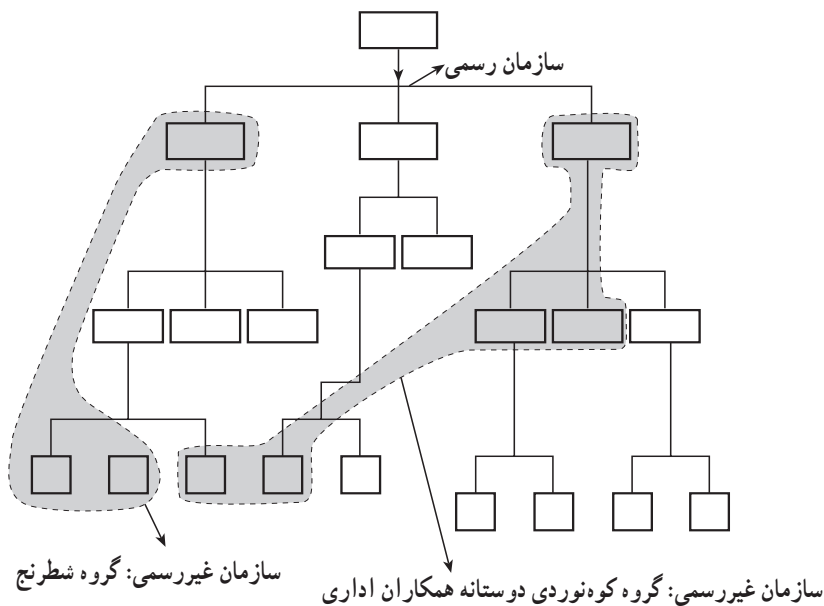 سازمان رسمی
سازمان غیررسمی: گروه شطرنج
سازمان غیررسمی: گروه کوه‌نوردی دوستانه همکاران اداری